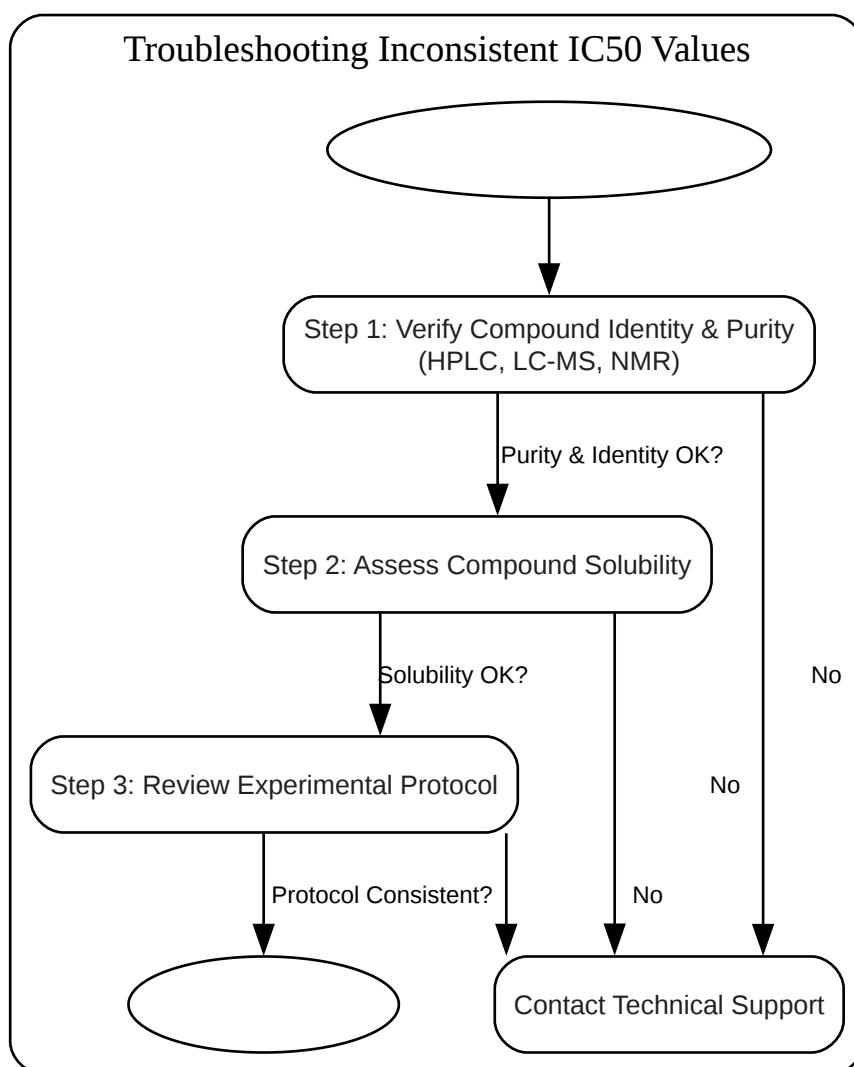 Troubleshooting Inconsistent IC50 Values
Step 1: Verify Compound Identity & Purity
(HPLC, LC-MS, NMR)
Purity & Identity OK?
Step 2: Assess Compound Solubility
Solubility OK?
No
Step 3: Review Experimental Protocol
No
Protocol Consistent?
No
Contact Technical Support